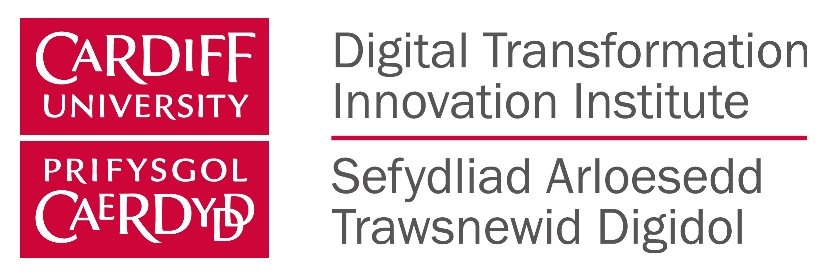 CARDIFF
UNIVERSITY
PRIFYSGOL
CAERDYDD
Digital Transformation
Innovation Institute
Sefydliad Arloesedd
Trawsnewid Digidol